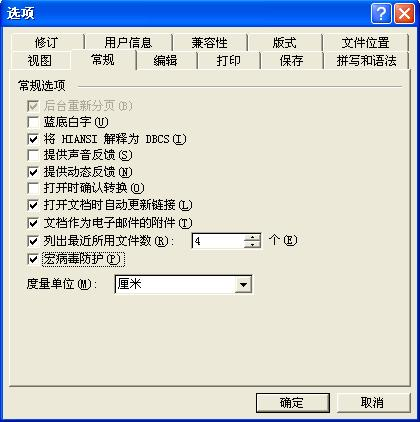 选项
修订 用户信息 兼容性 版式 文件位置
视图 常规 编辑 打印 保存 拼写和语法
常规选项
后台重新分页(B)
蓝底白字(U)
将 HIANSI 解释为 DBCS(I)
提供声音反馈(S)
提供动态反馈(N)
打开时确认转换(O)
打开文档时自动更新链接(L)
文档作为电子邮件的附件(T)
列出最近所用文件数(R): 4 个(E)
宏病毒防护(P)
度量单位(M): 厘米
确定 取消